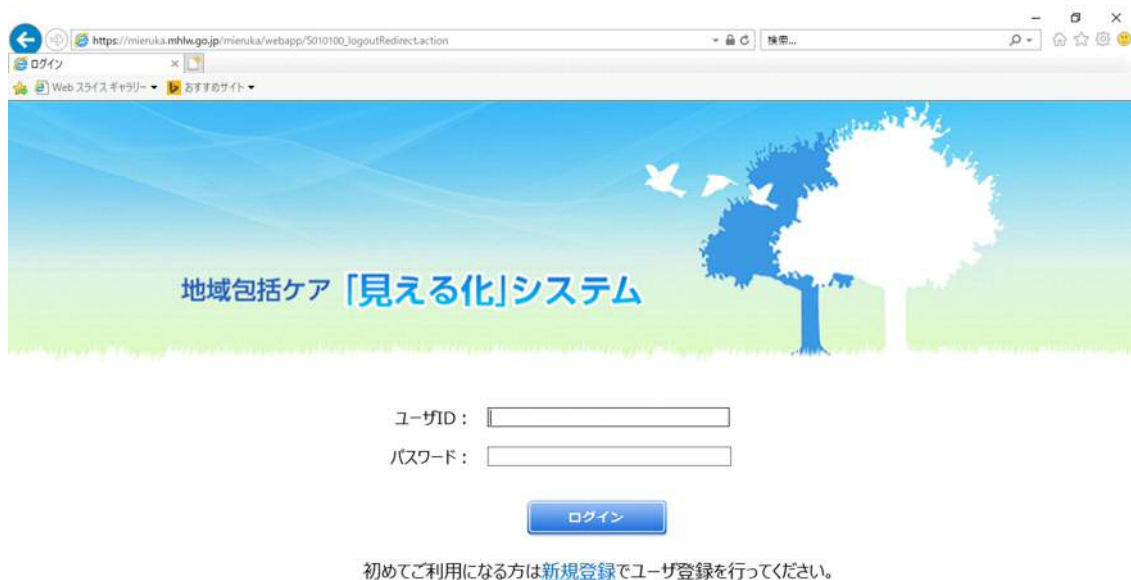 https://mieruka.mhlw.go.jp/mieruka/webapp/S010100_logoutRedirect.action
検索...
ログイン
Web スライス ギャラリー
おすすめサイト
地域包括ケア「見える化」システム
ユーザID：
パスワード：
ログイン
初めてご利用になる方は新規登録でユーザ登録を行ってください。